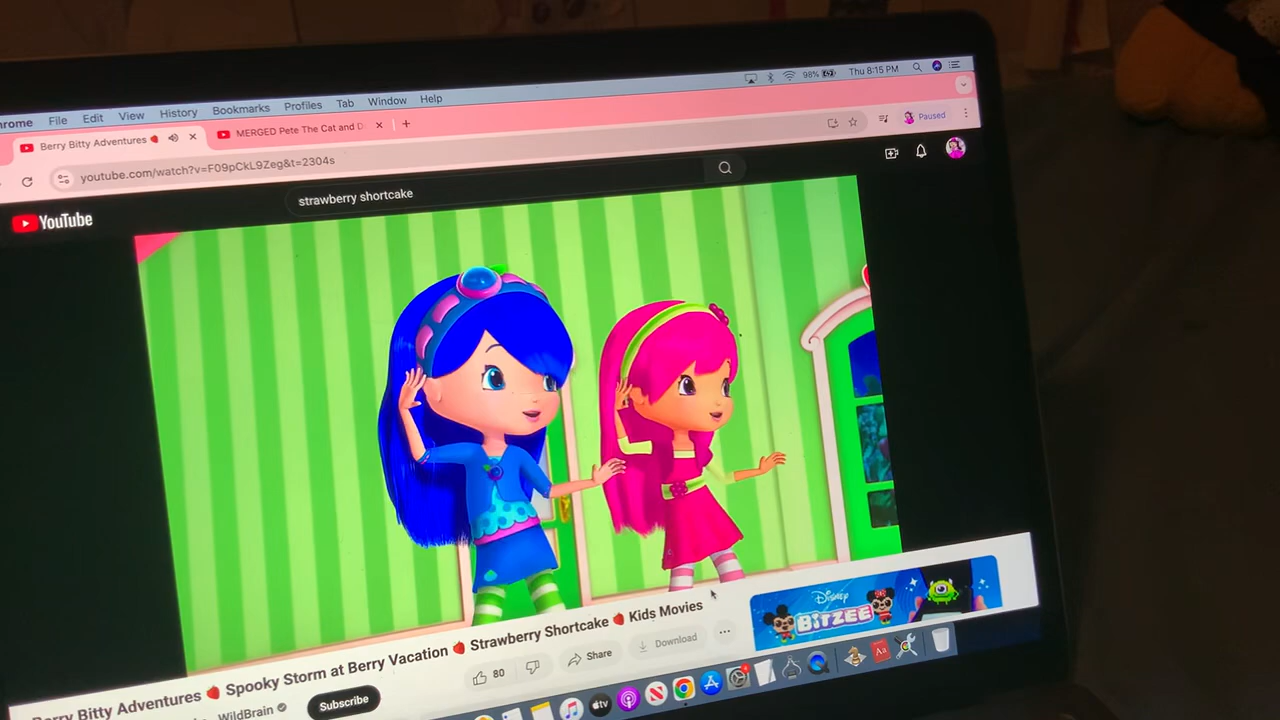 File Edit View History Bookmarks Profiles Tab Window Help 98% Thu 8:15 PM
Berry Bitty Adventures MERGED Pete The Cat and D
youtube.com/watch?v=F09pCkL9Zeg&t=2304s Paused
YouTube strawberry shortcake
Berry Bitty Adventures 🍓 Spooky Storm at Berry Vacation 🍓 Strawberry Shortcake 🍓 Kids Movies
WildBrain Subscribe 80 Share Download ...
Disney
BITZEE
tv
Aa